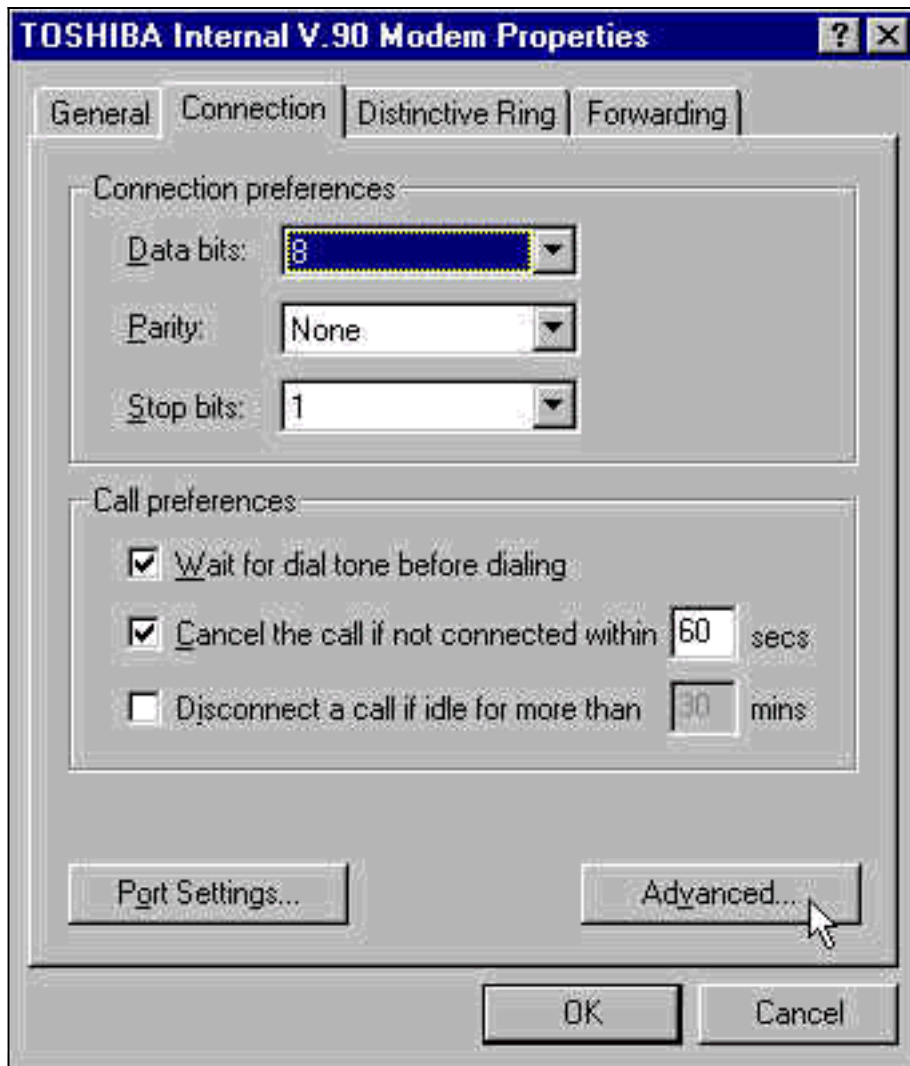 TOSHIBA Internal V.90 Modem Properties ? ×
General Connection Distinctive Ring Forwarding
Connection preferences
Data bits: 8
Parity: None
Stop bits: 1
Call preferences
Wait for dial tone before dialing
Cancel the call if not connected within 60 secs
Disconnect a call if idle for more than 30 mins
Port Settings... Advanced...
OK Cancel